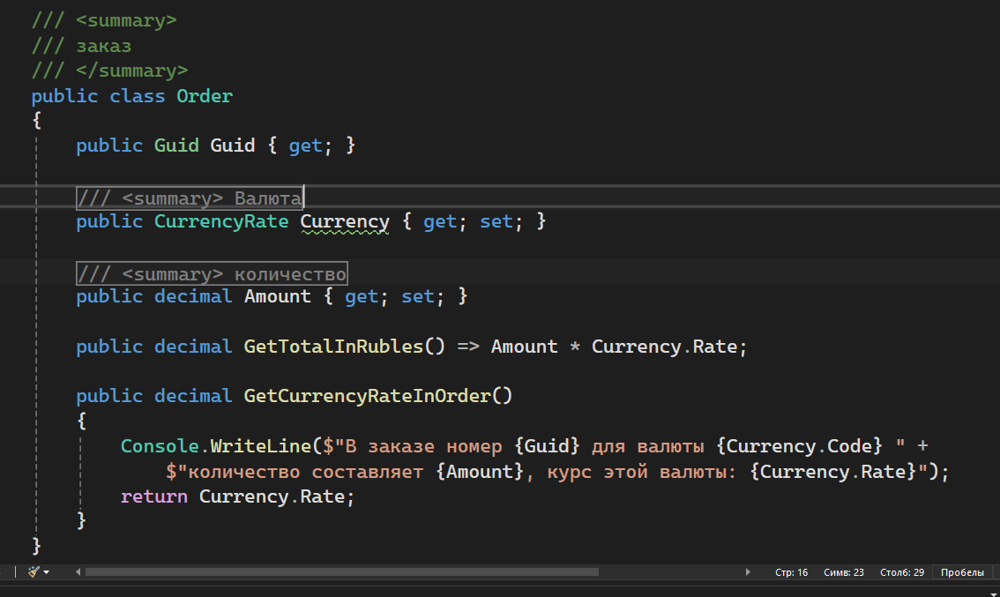 /// <summary>
/// заказ
/// </summary>
public class Order
{
public Guid Guid { get; }
/// <summary> Валюта
public CurrencyRate Currency { get; set; }
/// <summary> количество
public decimal Amount { get; set; }
public decimal GetTotalInRubles() => Amount * Currency.Rate;
public decimal GetCurrencyRateInOrder()
{
Console.WriteLine($"В заказе номер {Guid} для валюты {Currency.Code} " +
$"количество составляет {Amount}, курс этой валюты: {Currency.Rate}");
return Currency.Rate;
}
}
Стр: 16 Симв: 23 Столб: 29 Пробелы